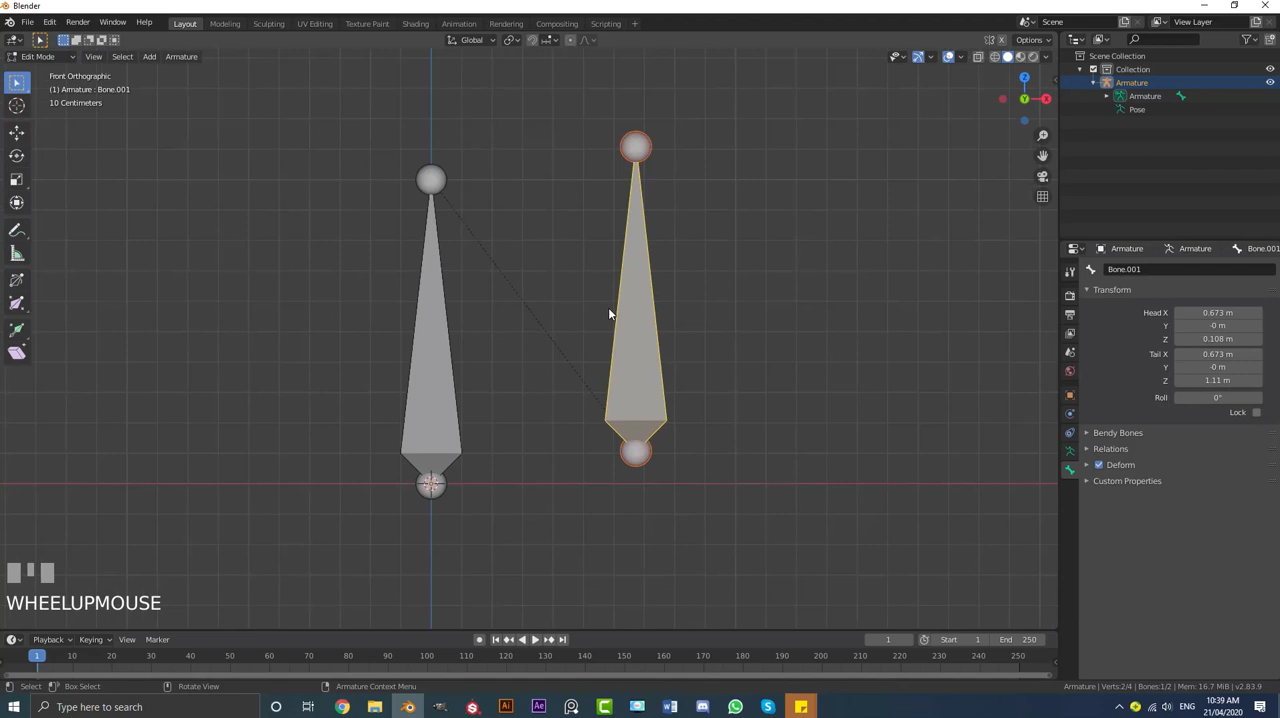 Blender
File Edit Render Window Help
Layout Modeling Sculpting UV Editing Texture Paint Shading Animation Rendering Compositing Scripting +
Scene
View Layer
Global
Options
Edit Mode View Select Add Armature
Front Orthographic
(1) Armature : Bone.001
10 Centimeters
Z
Y
X
Scene Collection
Collection
Armature
Armature
Pose
Armature Armature Bone.001
Bone.001
Transform
Head X 0.673 m
Y -0 m
Z 0.108 m
Tail X 0.673 m
Y -0 m
Z 1.11 m
Roll 0°
Lock
Bendy Bones
Relations
Deform
Custom Properties
WHEELUPMOUSE
Playback Keying View Marker
1 Start 1 End 250
1 10 20 30 40 50 60 70 80 90 100 110 120 130 140 150 160 170 180 190 200 210 220 230 240 250
Select Box Select Rotate View Armature Context Menu
Armature | Verts:2/4 | Bones:1/2 | Mem: 16.7 MiB | v2.83.9
Type here to search
10:39 AM
21/04/2020